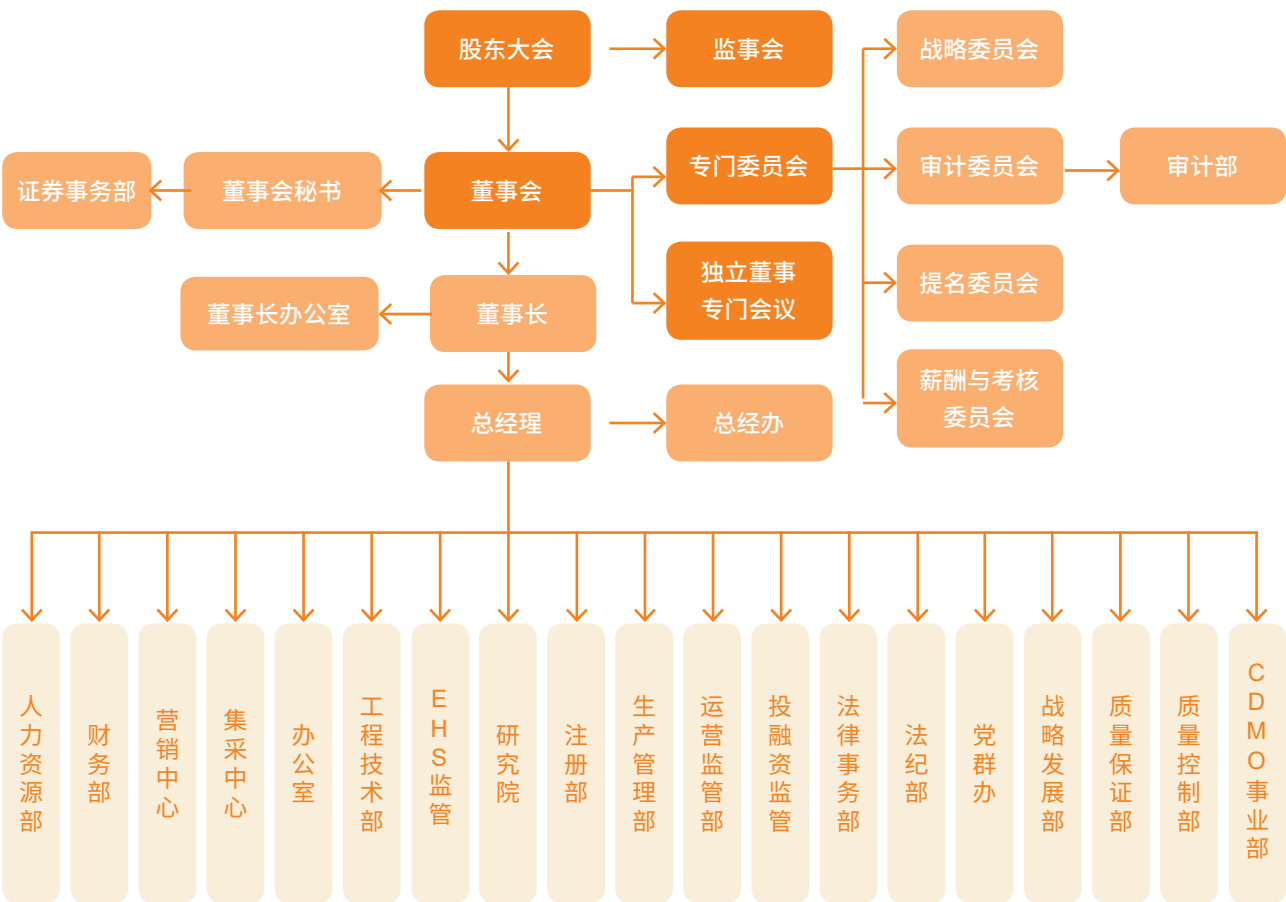 股东大会
监事会
战略委员会
专门委员会
审计委员会
审计部
证券事务部
董事会秘书
董事会
独立董事
专门会议
提名委员会
董事长办公室
董事长
薪酬与考核
委员会
总经理
总经办
人力资源部
财务部
营销中心
集采中心
办公室
工程技术部
EHS监管
研究院
注册部
生产管理部
运营监管部
投融资监管
法律事务部
法纪部
党群办
战略发展部
质量保证部
质量控制部
CDMO事业部